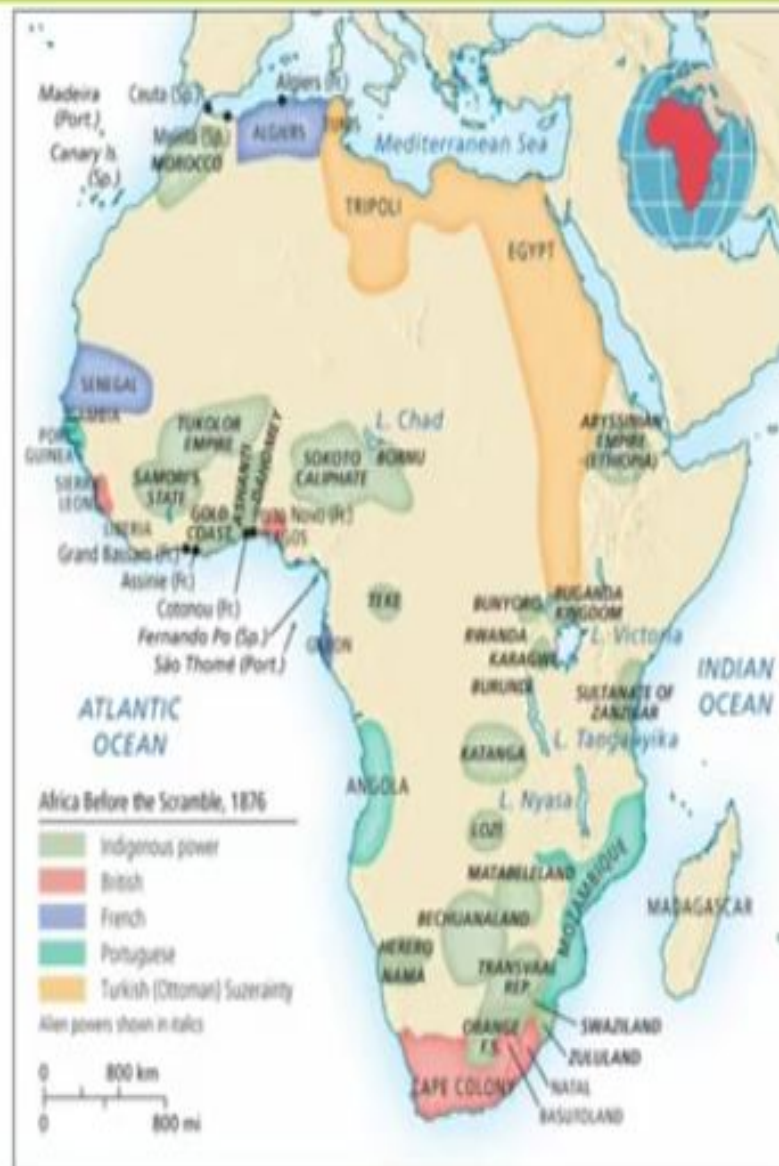 Madeira
(Port.)
Canary Is.
(Sp.)
Ceuta (Sp.)
Algiers (Fr.)
Melilla (Sp.)
MOROCCO
ALGIERS
TUNIS
Mediterranean Sea
TRIPOLI
EGYPT
SENEGAL
GAMBIA
PORT.
GUINEA
SIERRA
LEONE
LIBERIA
TUKOLOR
EMPIRE
SAMORI'S
STATE
GOLD
COAST
ASHANTI
DAHOMEY
L. Chad
SOKOTO
CALIPHATE
BORNU
Porto Novo (Fr.)
LAGOS
Grand Bassam (Fr.)
Assinie (Fr.)
Cotonou (Fr.)
Fernando Po (Sp.)
São Thomé (Port.)
GABON
TEKE
ABYSSINIAN
EMPIRE
(ETHIOPIA)
BUNYORO
BUGANDA
KINGDOM
RWANDA
L. Victoria
KARAGWE
BURUNDI
SULTANATE OF
ZANZIBAR
INDIAN
OCEAN
ATLANTIC
OCEAN
L. Tanganyika
KATANGA
ANGOLA
L. Nyasa
LOZI
MATABELELAND
MOZAMBIQUE
MADAGASCAR
BECHUANALAND
HERERO
NAMA
TRANSVAAL
REP.
ORANGE
F.S.
SWAZILAND
ZULULAND
NATAL
BASUTOLAND
CAPE COLONY
Africa Before the Scramble, 1876
Indigenous power
British
French
Portuguese
Turkish (Ottoman) Suzerainty
Alien powers shown in italics
0 800 km
0 800 mi